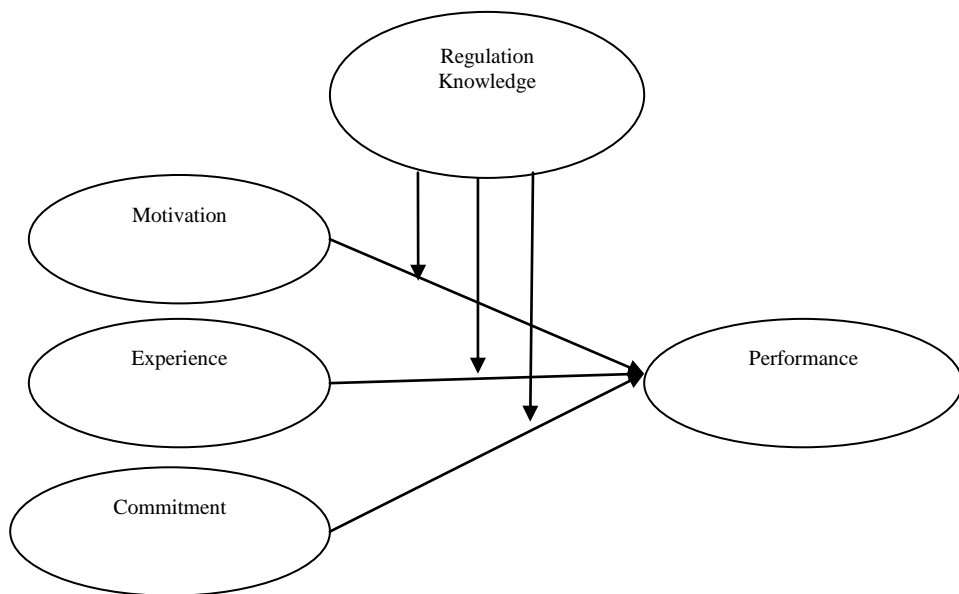 Regulation
Knowledge
Motivation
Experience
Performance
Commitment